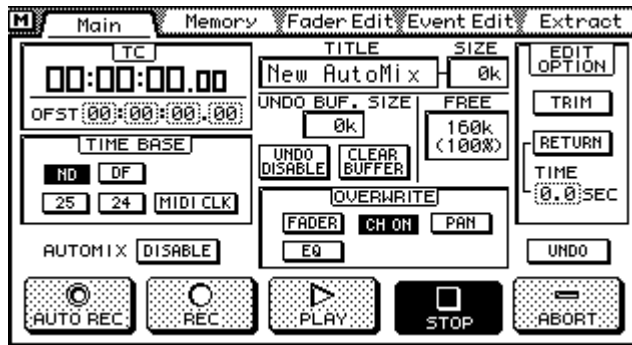 M Main Memory Fader Edit Event Edit Extract
TC
00:00:00.00
OFST 00:00:00.00
TITLE SIZE
New AutoMix 0k
UNDO BUF. SIZE FREE
0k 160k
(100%)
UNDO DISABLE CLEAR BUFFER
EDIT OPTION
TRIM
RETURN
TIME
0.0 SEC
TIME BASE
ND DF
25 24 MIDI CLK
OVERWRITE
FADER CH ON PAN
EQ
AUTOMIX DISABLE
UNDO
AUTO REC REC PLAY STOP ABORT